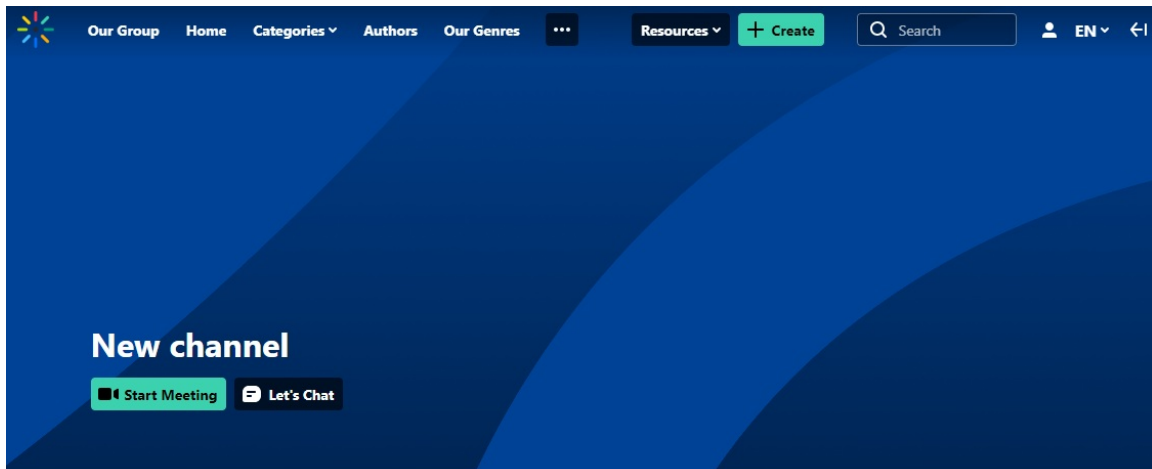 Our Group Home Categories Authors Our Genres ... Resources + Create Search EN
New channel
Start Meeting Let's Chat